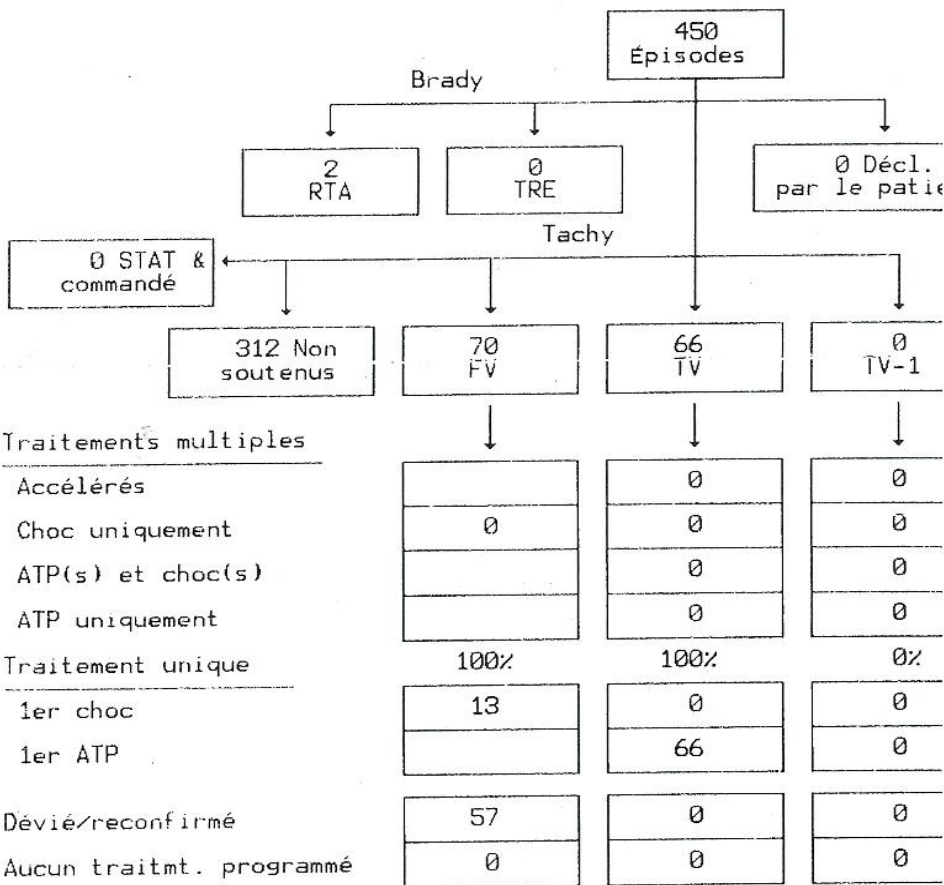 450
Épisodes
Brady
2
RTA
0
TRE
0 Décl.
par le patie
Tachy
0 STAT &
commandé
312 Non
soutenus
70
FV
66
TV
0
TV-1
Traitements multiples
Accélérés 0 0
Choc uniquement 0 0 0
ATP(s) et choc(s) 0 0
ATP uniquement 0 0
Traitement unique 100% 100% 0%
1er choc 13 0 0
1er ATP 66 0
Dévié/reconfirmé 57 0 0
Aucun traitmt. programmé 0 0 0